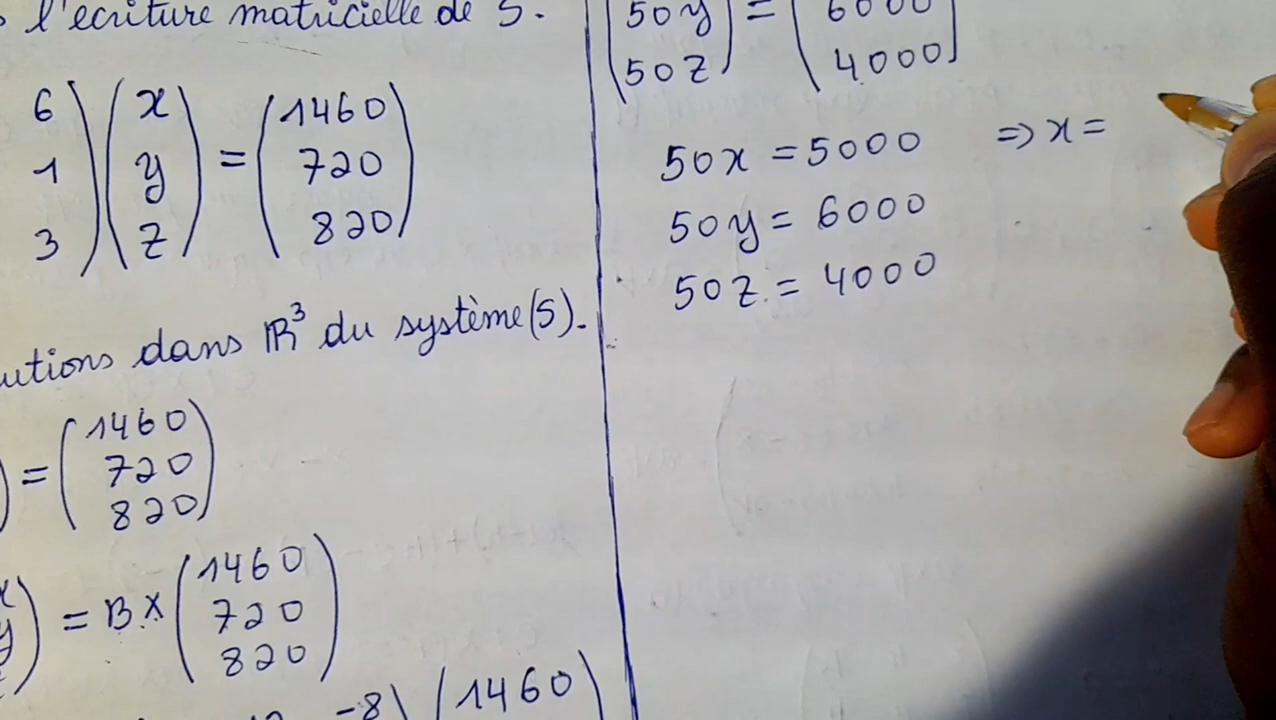 l'écriture matricielle de S.
6
1
3
(x
y
z) = (1460
720
820)
utions dans ℝ³ du système (S).
= (1460
720
820)
y) = B × (1460
720
820)
-8) (1460
(50y
50z) = (6000
4000)
50x = 5000 ⇒ x =
50y = 6000
50z = 4000